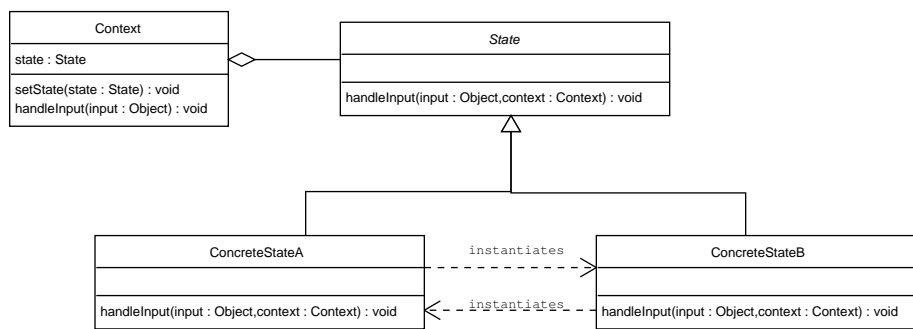 Context
state : State
setState(state : State) : void
handleInput(input : Object) : void
State
handleInput(input : Object,context : Context) : void
ConcreteStateA
handleInput(input : Object,context : Context) : void
instantiates
instantiates
ConcreteStateB
handleInput(input : Object,context : Context) : void